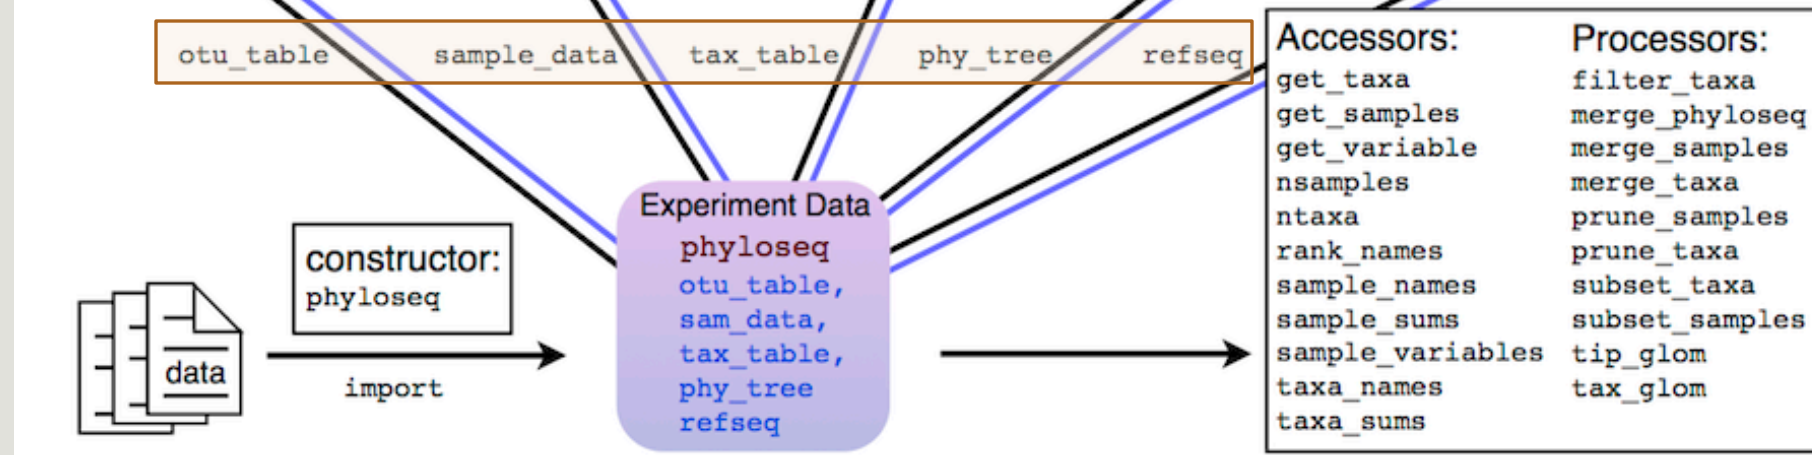 otu_table sample_data tax_table phy_tree refseq
data
constructor:
phyloseq
import
Experiment Data
phyloseq
otu_table,
sam_data,
tax_table,
phy_tree
refseq
Accessors:
get_taxa
get_samples
get_variable
nsamples
ntaxa
rank_names
sample_names
sample_sums
sample_variables
taxa_names
taxa_sums
Processors:
filter_taxa
merge_phyloseq
merge_samples
merge_taxa
prune_samples
prune_taxa
subset_taxa
subset_samples
tip_glom
tax_glom